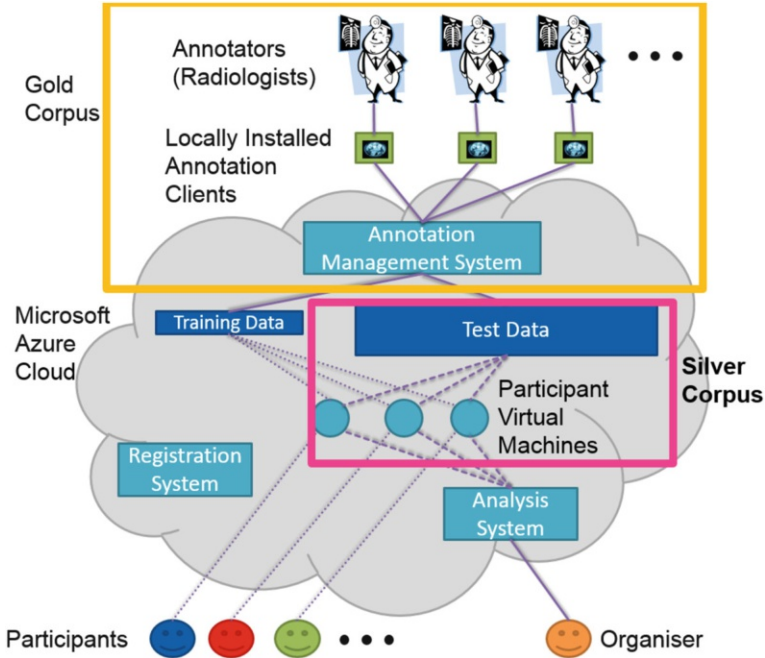 Annotators
(Radiologists)
Gold
Corpus
Locally Installed
Annotation
Clients
Annotation
Management System
Microsoft
Azure
Cloud
Training Data
Test Data
Silver
Corpus
Participant
Virtual
Machines
Registration
System
Analysis
System
Participants
Organiser